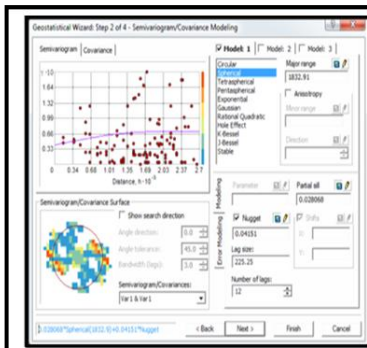 Geostatistical Wizard: Step 2 of 4 - Semivariogram/Covariance Modeling
Semivariogram
Covariance
1.64
1.31
0.98
0.66
0.33
0 0.34 0.68 1.01 1.35 1.69 2.03 2.36 2.7
Distance, h·10⁻³
Semivariogram/Covariance Surface
Show search direction
Angle direction: 0.0
Angle tolerance: 45.0
Bandwidth (lags): 3.0
Semivariogram/Covariances:
Var 1 & Var 1
Model: 1
Model: 2
Model: 3
Circular
Spherical
Tetraspherical
Pentaspherical
Exponential
Gaussian
Rational Quadratic
Hole Effect
K-Bessel
J-Bessel
Stable
Major range
1832.91
Anisotropy
Minor range
Direction
Modeling
Error Modeling
Parameter
Partial sill
0.028068
Nugget
0.04151
Shifts
X:
Y:
Lag size:
225.25
Number of lags:
12
0.028068*Spherical(1832.9)+0.04151*Nugget
< Back
Next >
Finish
Cancel